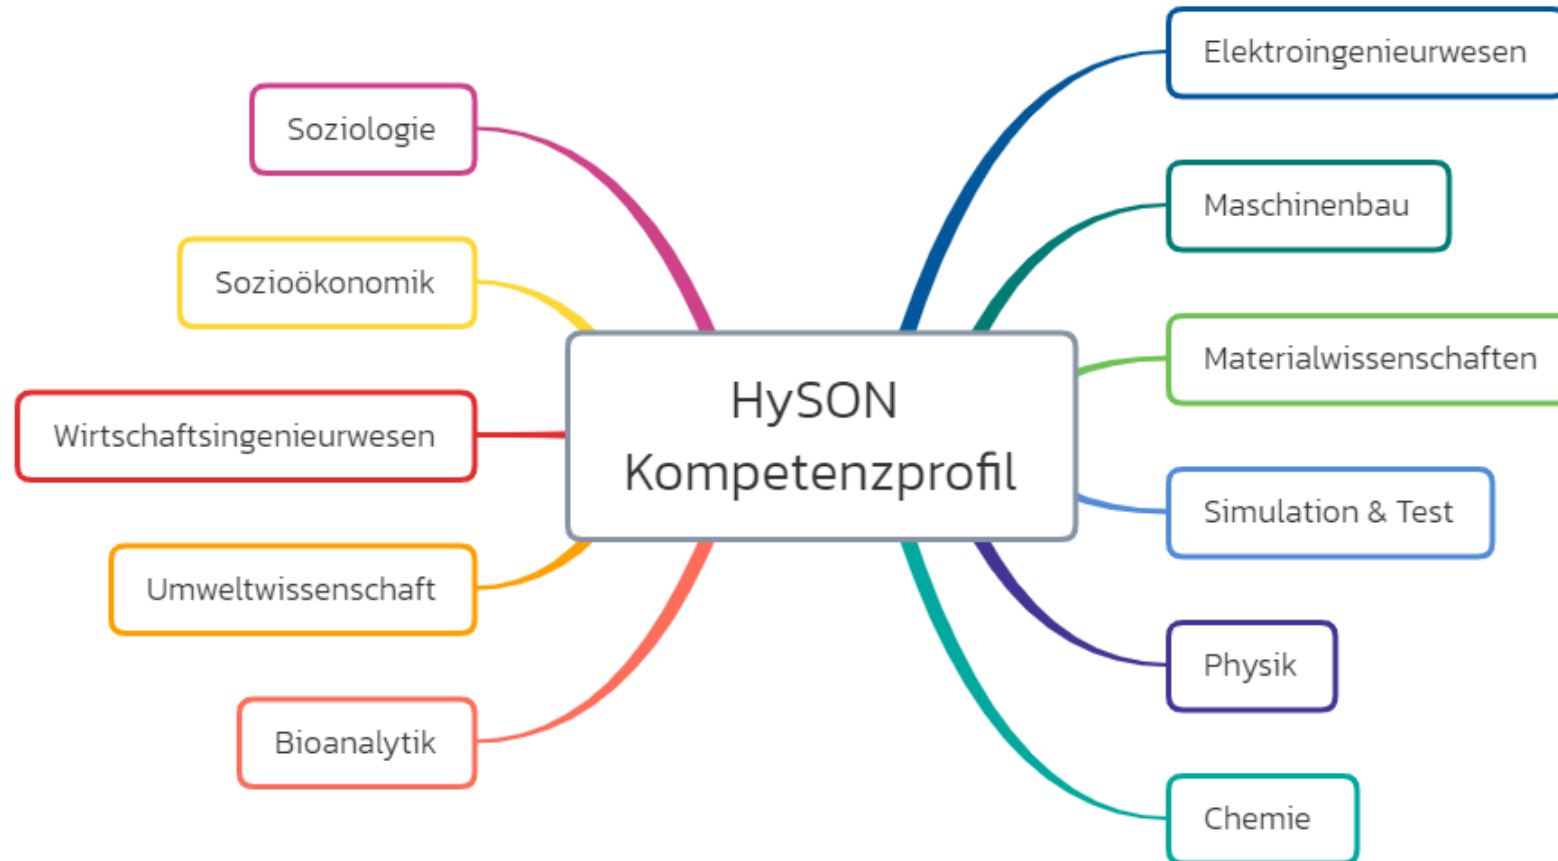 HySON
Kompetenzprofil
Soziologie
Sozioökonomik
Wirtschaftsingenieurwesen
Umweltwissenschaft
Bioanalytik
Elektroingenieurwesen
Maschinenbau
Materialwissenschaften
Simulation & Test
Physik
Chemie